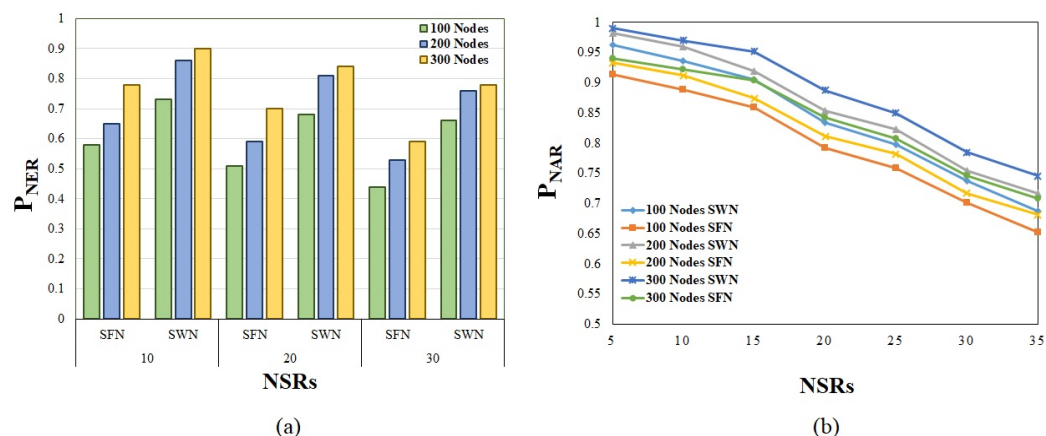 1
0.9
0.8
0.7
0.6
0.5
0.4
0.3
0.2
0.1
0
P_NER
100 Nodes
200 Nodes
300 Nodes
SFN SWN SFN SWN SFN SWN
10 20 30
NSRs
(a)
1
0.95
0.9
0.85
0.8
0.75
0.7
0.65
0.6
0.55
0.5
P_NAR
100 Nodes SWN
100 Nodes SFN
200 Nodes SWN
200 Nodes SFN
300 Nodes SWN
300 Nodes SFN
5 10 15 20 25 30 35
NSRs
(b)